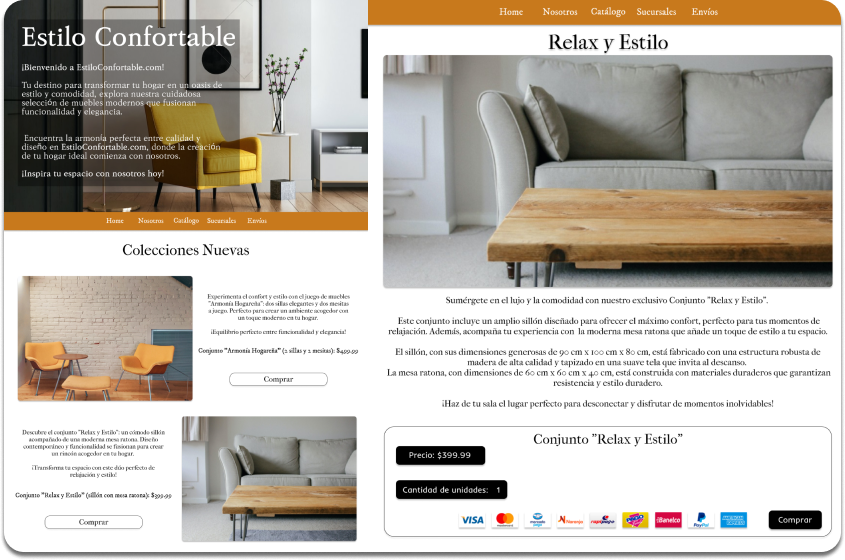 Estilo Confortable
¡Bienvenido a EstiloConfortable.com!
Tu destino para transformar tu hogar en un oasis de
estilo y comodidad, explora nuestra cuidadosa
selección de muebles modernos que fusionan
funcionalidad y elegancia.
Encuentra la armonía perfecta entre calidad y
diseño en EstiloConfortable.com, donde la creación
de tu hogar ideal comienza con nosotros.
¡Inspira tu espacio con nosotros hoy!
Home Nosotros Catálogo Sucursales Envíos
Colecciones Nuevas
Experimenta el confort y estilo con el juego de muebles
"Armonía Hogareña": dos sillas elegantes y dos mesitas
a juego. Perfecto para crear un ambiente acogedor con
un toque moderno en tu hogar.
¡Equilibrio perfecto entre funcionalidad y elegancia!
Conjunto "Armonía Hogareña" (2 sillas y 2 mesitas): $499.99
Comprar
Descubre el conjunto "Relax y Estilo": un cómodo sillón
acompañado de una moderna mesa ratona. Diseño
contemporáneo y funcionalidad se fusionan para crear
un rincón acogedor en tu hogar.
¡Transforma tu espacio con este dúo perfecto de
relajación y estilo!
Conjunto "Relax y Estilo" (sillón con mesa ratona): $399.99
Comprar
Home Nosotros Catálogo Sucursales Envíos
Relax y Estilo
Sumérgete en el lujo y la comodidad con nuestro exclusivo Conjunto "Relax y Estilo".
Este conjunto incluye un amplio sillón diseñado para ofrecer el máximo confort, perfecto para tus momentos de
relajación. Además, acompaña tu experiencia con la moderna mesa ratona que añade un toque de estilo a tu espacio.
El sillón, con sus dimensiones generosas de 90 cm x 100 cm x 80 cm, está fabricado con una estructura robusta de
madera de alta calidad y tapizado en una suave tela que invita al descanso.
La mesa ratona, con dimensiones de 60 cm x 60 cm x 40 cm, está construida con materiales duraderos que garantizan
resistencia y estilo duradero.
¡Haz de tu sala el lugar perfecto para desconectar y disfrutar de momentos inolvidables!
Conjunto "Relax y Estilo"
Precio: $399.99
Cantidad de unidades: 1
VISA mastercard mercado pago Naranja rapipago Banelco PayPal
Comprar